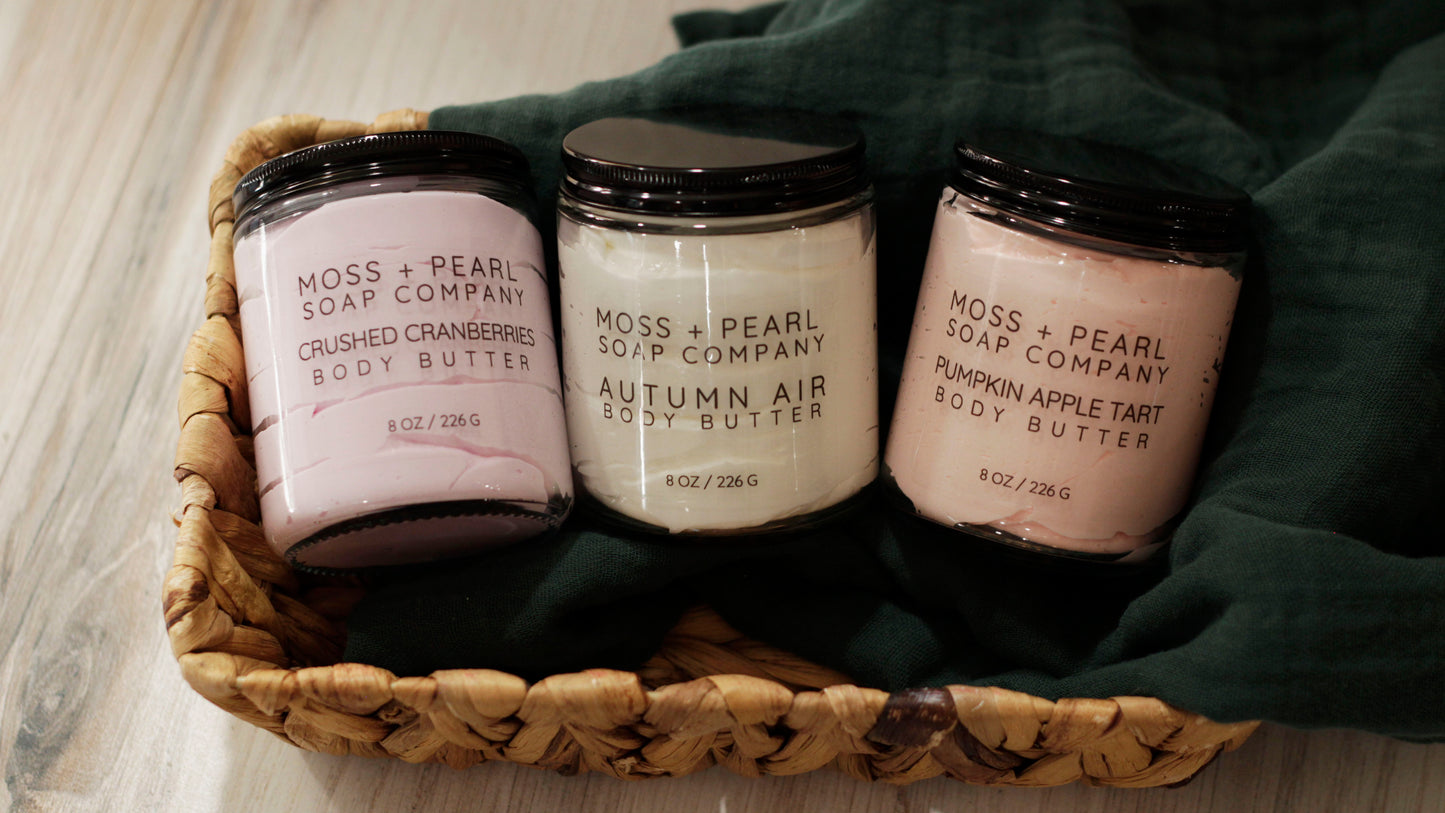 MOSS + PEARL
SOAP COMPANY
CRUSHED CRANBERRIES
BODY BUTTER
8 OZ / 226 G
MOSS + PEARL
SOAP COMPANY
AUTUMN AIR
BODY BUTTER
8 OZ / 226 G
MOSS + PEARL
SOAP COMPANY
PUMPKIN APPLE TART
BODY BUTTER
8 OZ / 226 G